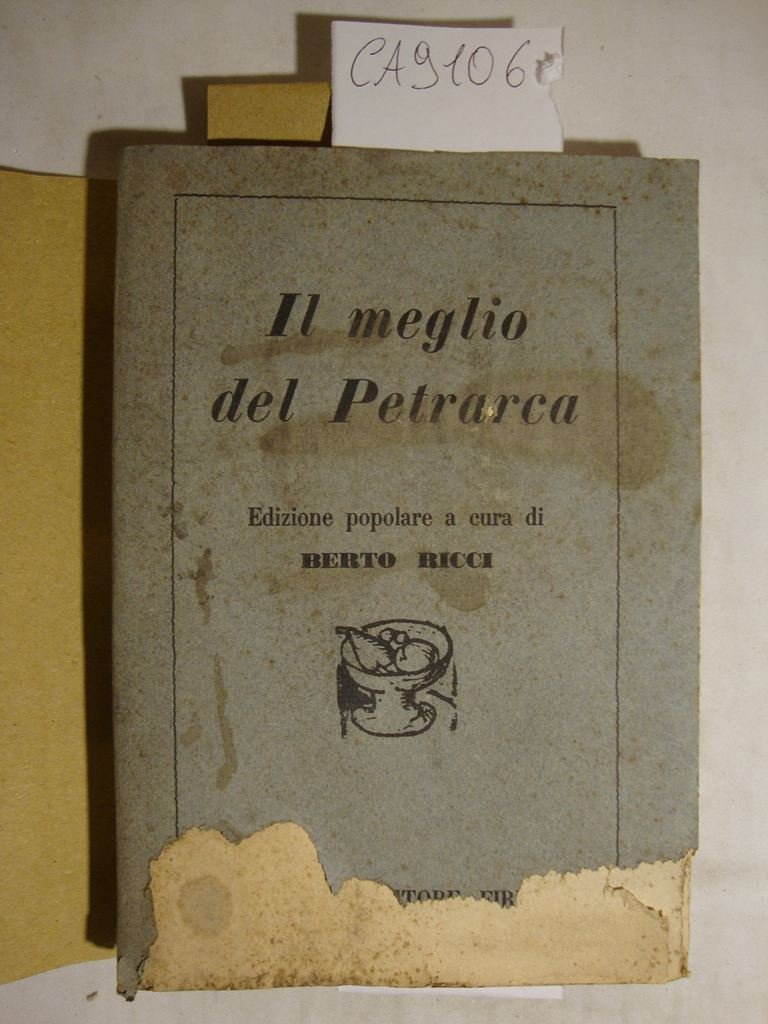 CA9106
Il meglio
del Petrarca
Edizione popolare a cura di
BERTO RICCI